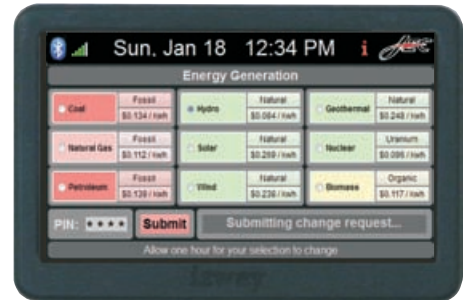 Sun, Jan 18 12:34 PM i
Energy Generation
Coal Fossil $0.134 / kwh
Hydro Natural $0.094 / kwh
Geothermal Natural $0.248 / kwh
Natural Gas Fossil $0.112 / kwh
Solar Natural $0.289 / kwh
Nuclear Uranium $0.095 / kwh
Petroleum Fossil $0.139 / kwh
Wind Natural $0.236 / kwh
Biomass Organic $0.117 / kwh
PIN: **** Submit Submitting change request...
Allow one hour for your selection to change